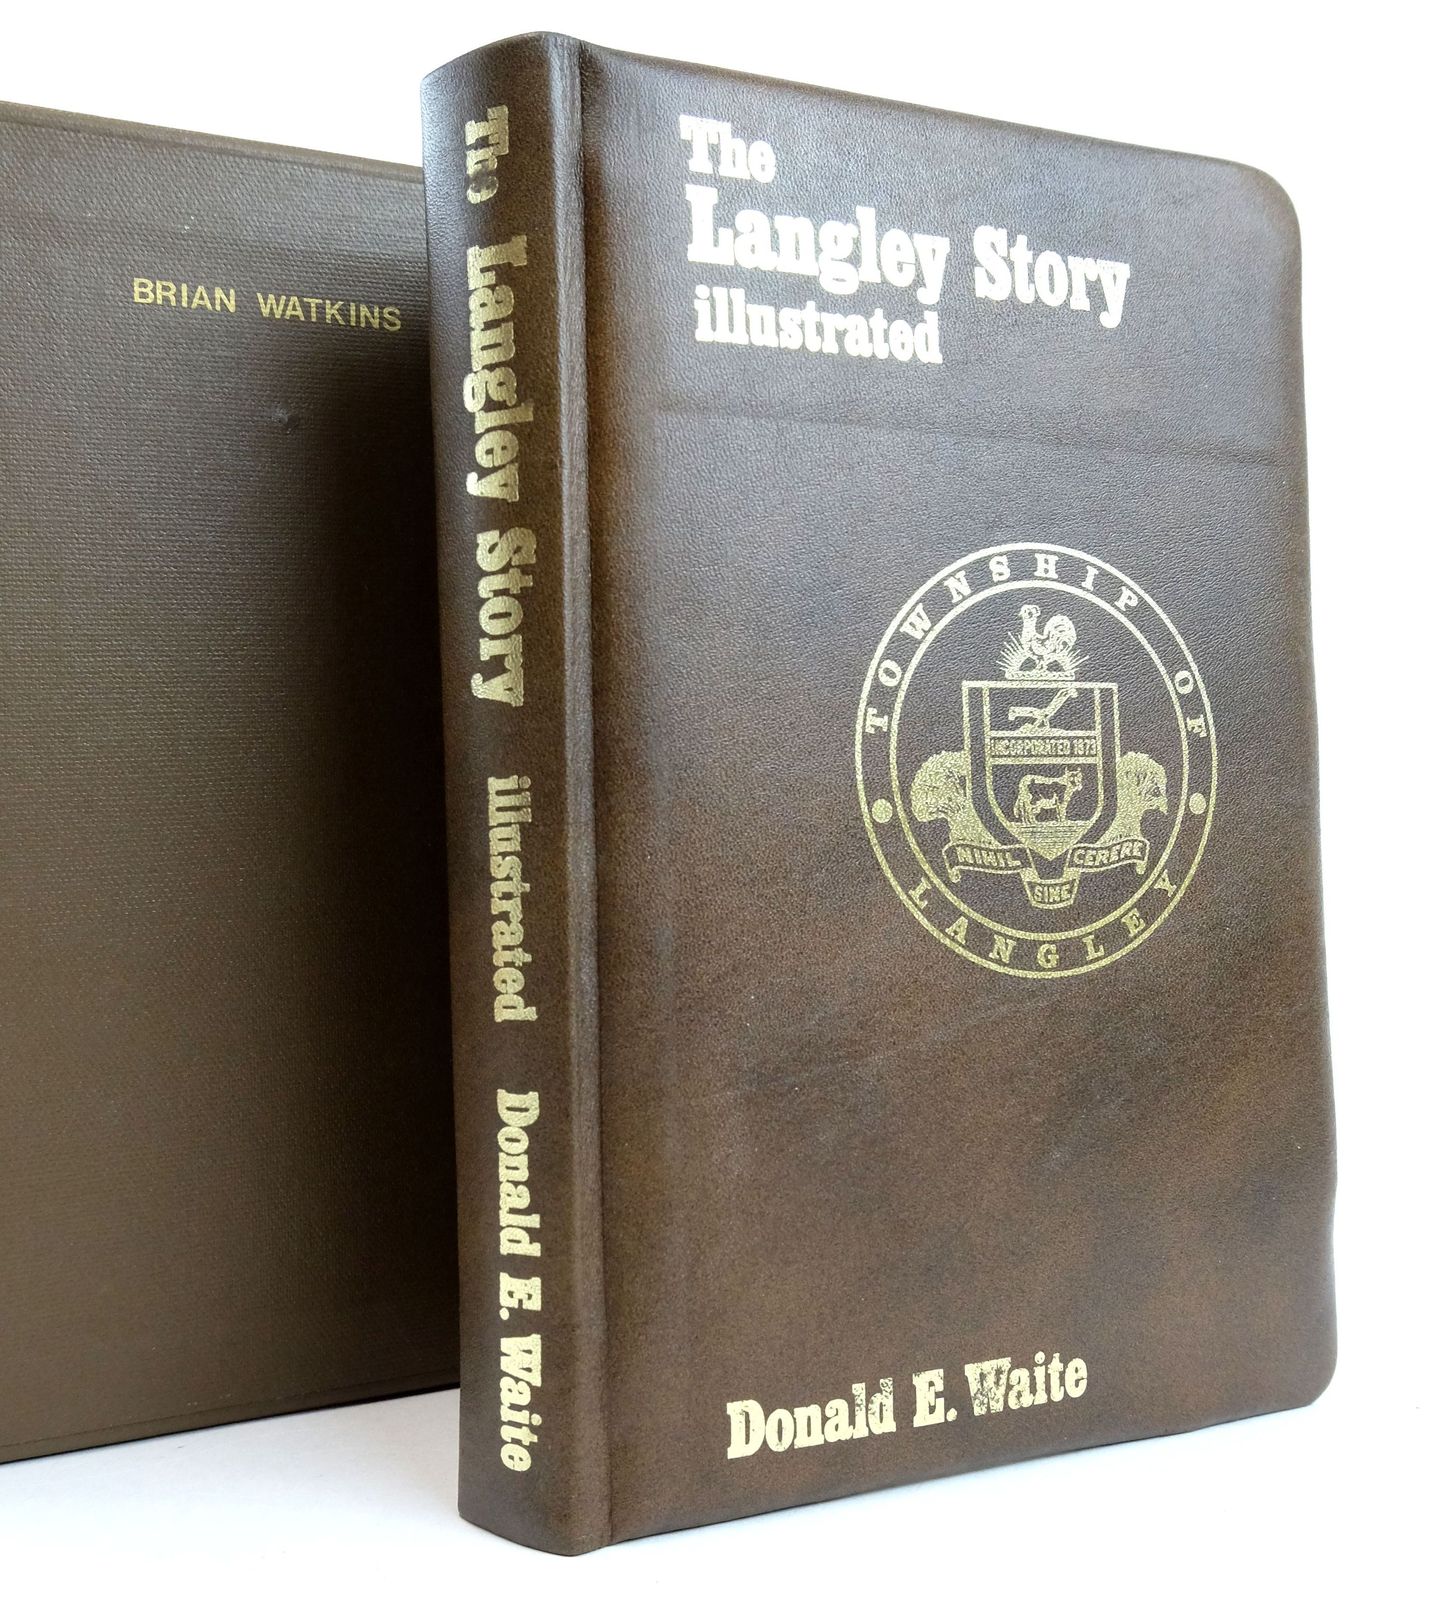 BRIAN WATKINS
The Langley Story illustrated Donald E. Waite
The
Langley Story
illustrated
TOWNSHIP OF
LANGLEY
INCORPORATED 1873
NIHIL SINE CERERE
Donald E. Waite